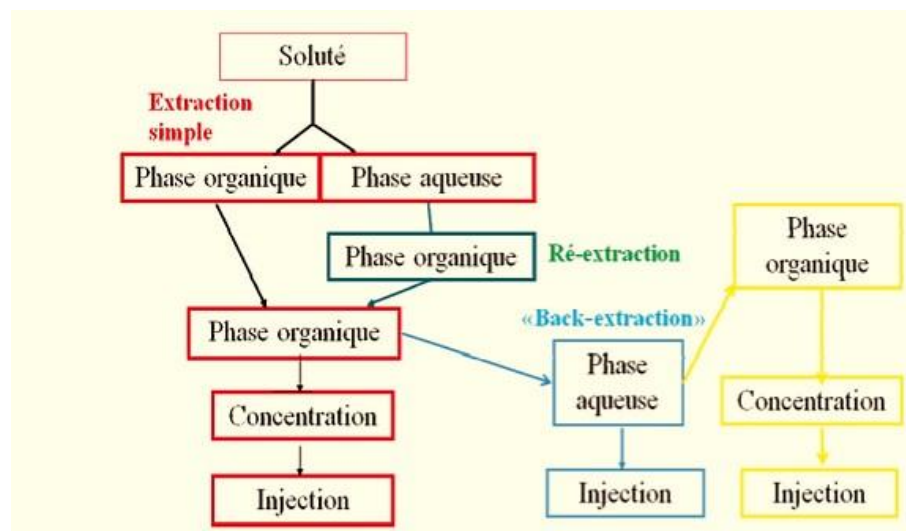 Soluté
Extraction
simple
Phase organique
Phase aqueuse
Phase organique
Ré-extraction
Phase
organique
Phase organique
«Back-extraction»
Phase
aqueuse
Concentration
Concentration
Injection
Injection
Injection